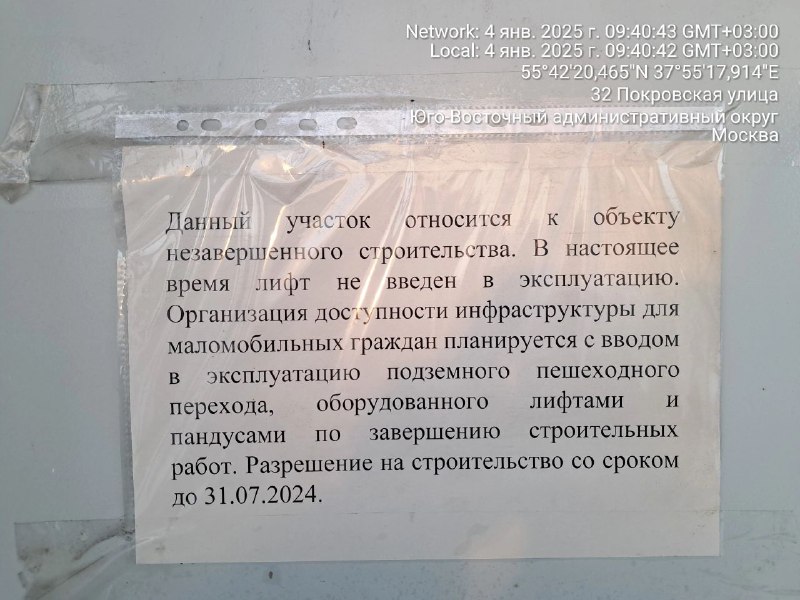 Network: 4 янв. 2025 г. 09:40:43 GMT+03:00
Local: 4 янв. 2025 г. 09:40:42 GMT+03:00
55°42'20,465"N 37°55'17,914"E
32 Покровская улица
Юго-Восточный административный округ
Москва
Данный участок относится к объекту
незавершенного строительства. В настоящее
время лифт не введен в эксплуатацию.
Организация доступности инфраструктуры для
маломобильных граждан планируется с вводом
в эксплуатацию подземного пешеходного
перехода, оборудованного лифтами и
пандусами по завершению строительных
работ. Разрешение на строительство со сроком
до 31.07.2024.